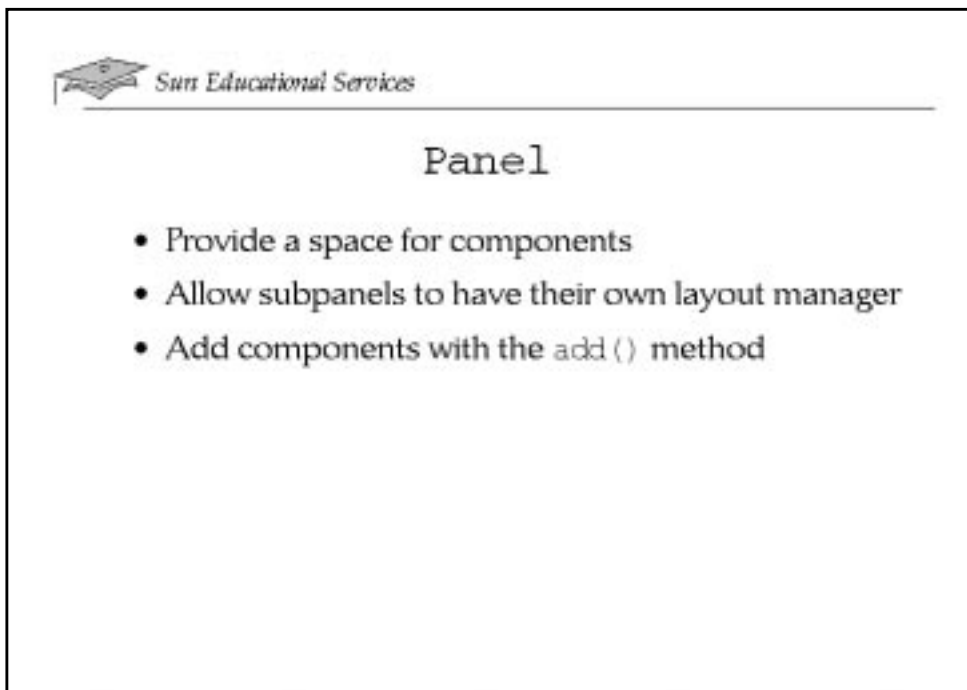 Sun Educational Services
Panel
• Provide a space for components
• Allow subpanels to have their own layout manager
• Add components with the add() method